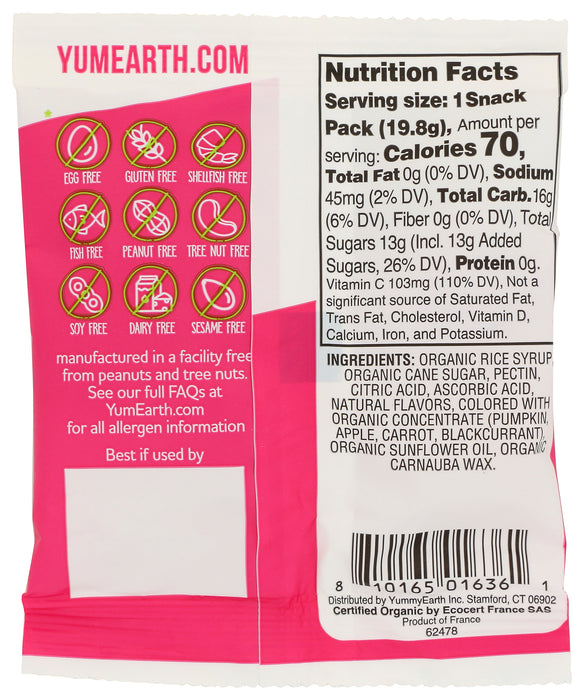 YUMEARTH.COM
EGG FREE GLUTEN FREE SHELLFISH FREE
FISH FREE PEANUT FREE TREE NUT FREE
SOY FREE DAIRY FREE SESAME FREE
manufactured in a facility free
from peanuts and tree nuts.
See our full FAQs at
YumEarth.com
for all allergen information
Best if used by
Nutrition Facts
Serving size: 1 Snack
Pack (19.8g), Amount per
serving: Calories 70,
Total Fat 0g (0% DV), Sodium
45mg (2% DV), Total Carb. 16g
(6% DV), Fiber 0g (0% DV), Total
Sugars 13g (Incl. 13g Added
Sugars, 26% DV), Protein 0g.
Vitamin C 103mg (110% DV), Not a
significant source of Saturated Fat,
Trans Fat, Cholesterol, Vitamin D,
Calcium, Iron, and Potassium.
INGREDIENTS: ORGANIC RICE SYRUP,
ORGANIC CANE SUGAR, PECTIN,
CITRIC ACID, ASCORBIC ACID,
NATURAL FLAVORS, COLORED WITH
ORGANIC CONCENTRATE (PUMPKIN,
APPLE, CARROT, BLACKCURRANT),
ORGANIC SUNFLOWER OIL, ORGANIC
CARNAUBA WAX.
8 10165 01636 1
Distributed by YummyEarth Inc. Stamford, CT 06902
Certified Organic by Ecocert France SAS
Product of France
62478